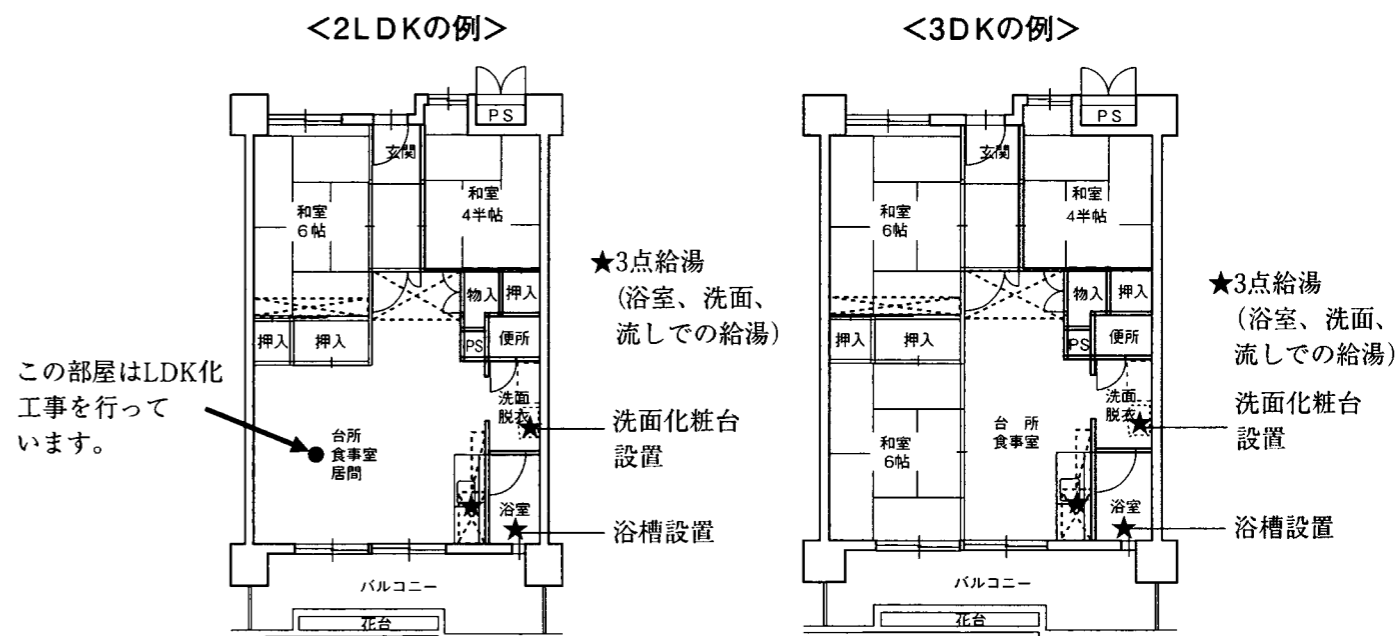 <2LDKの例>
PS
玄関
和室
6帖
和室
4半帖
物入
押入
押入
押入
PS
便所
洗面
脱衣
台所
食事室
居間
浴室
バルコニー
花台
この部屋はLDK化
工事を行って
います。
★3点給湯
(浴室、洗面、
流しでの給湯)
洗面化粧台
設置
浴槽設置
<3DKの例>
PS
玄関
和室
6帖
和室
4半帖
物入
押入
押入
押入
PS
便所
洗面
脱衣
和室
6帖
台所
食事室
浴室
バルコニー
花台
★3点給湯
(浴室、洗面、
流しでの給湯)
洗面化粧台
設置
浴槽設置